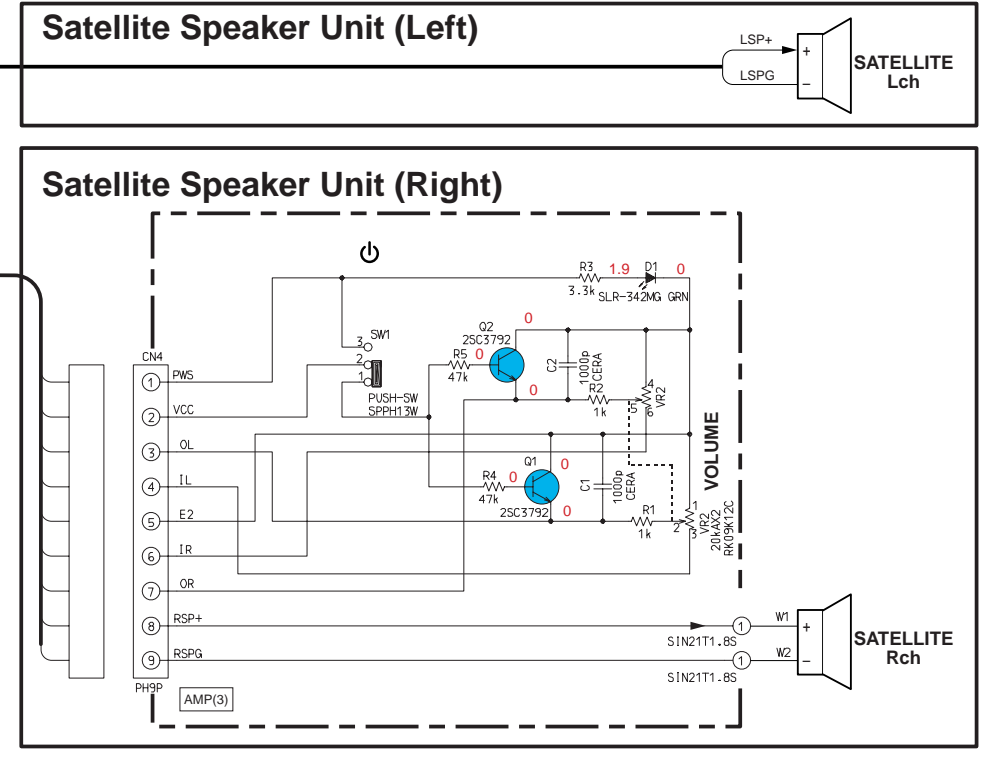 Satellite Speaker Unit (Left)
LSP+
LSPG
+
−
SATELLITE
Lch
Satellite Speaker Unit (Right)
R3
3.3k
1.9
D1
0
SLR-342MG GRN
SW1
3
2
1
PUSH-SW
SPPH13W
Q2
2SC3792
0
R5
47k
0
0
C2
1000p
CERA
R2
1k
4
5
6
VR2
CN4
1 PWS
2 VCC
3 OL
4 IL
5 E2
6 IR
7 OR
8 RSP+
9 RSPG
PH9P
AMP(3)
R4
47k
0
Q1
0
2SC3792
0
C1
1000p
CERA
R1
1k
VOLUME
1
2
3
VR2
20kAX2
RK09K12C
1
W1
SIN21T1.8S
1
W2
SIN21T1.8S
+
−
SATELLITE
Rch